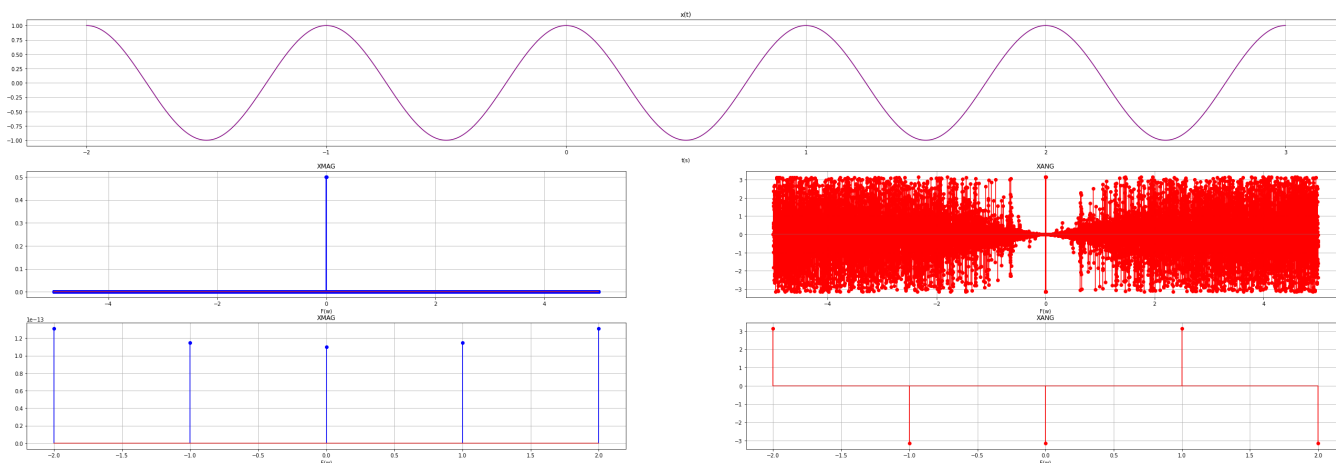 x(t)
1.00
0.75
0.50
0.25
0.00
−0.25
−0.50
−0.75
−1.00
−2 −1 0 1 2 3
t(s)
XMAG
0.5
0.4
0.3
0.2
0.1
0.0
−4 −2 0 2 4
F(w)
XANG
3
2
1
0
−1
−2
−3
−4 −2 0 2 4
F(w)
XMAG
1e−13
1.2
1.0
0.8
0.6
0.4
0.2
0.0
−2.0 −1.5 −1.0 −0.5 0.0 0.5 1.0 1.5 2.0
F(w)
XANG
3
2
1
0
−1
−2
−3
−2.0 −1.5 −1.0 −0.5 0.0 0.5 1.0 1.5 2.0
F(w)